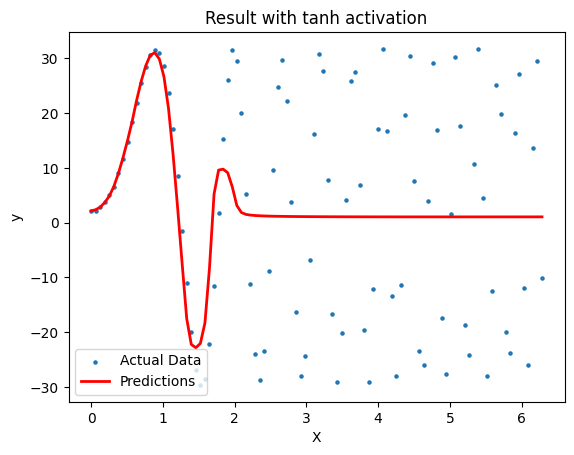 Result with tanh activation
y
30
20
10
0
−10
−20
−30
Actual Data
Predictions
0 1 2 3 4 5 6
X